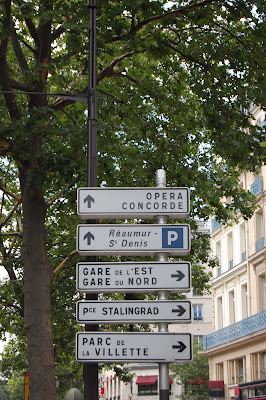 OPERA
CONCORDE
Réaumur-
St Denis P
GARE DE L'EST
GARE DU NORD
PCE STALINGRAD
PARC DE
LA VILLETTE